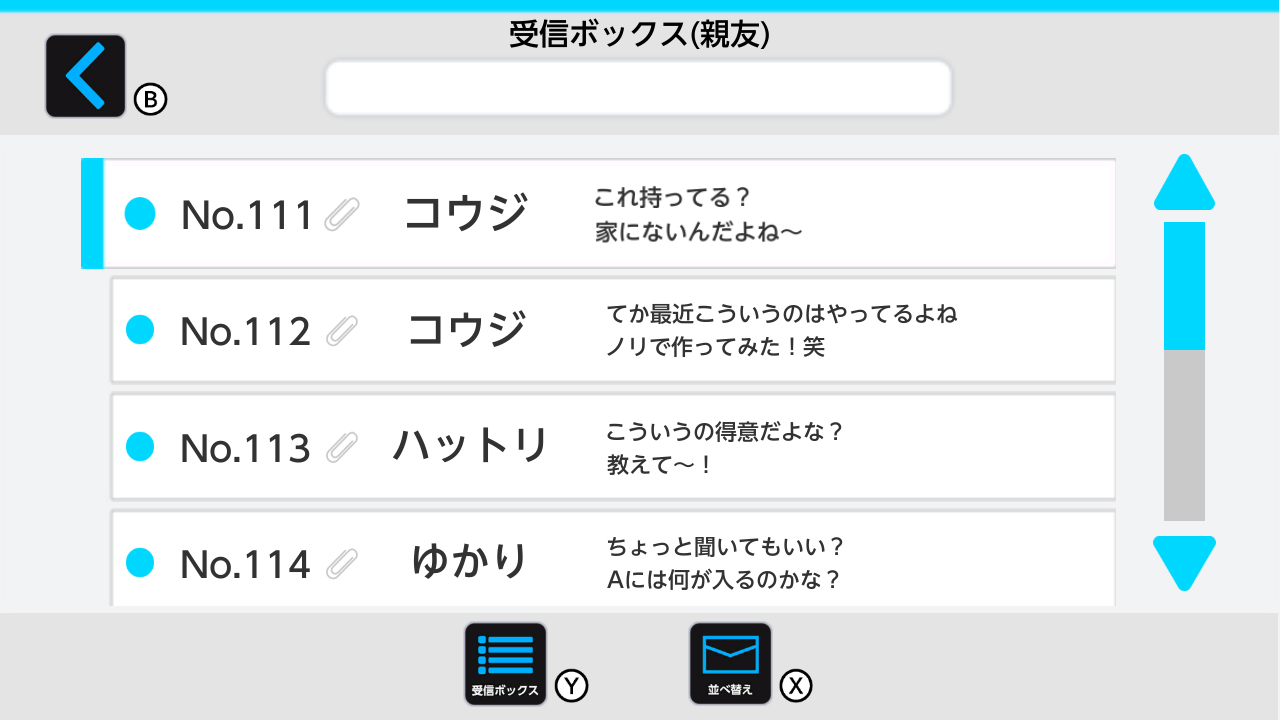 受信ボックス(親友)
B
No.111 コウジ これ持ってる？
家にないんだよね～
No.112 コウジ てか最近こういうのはやってるよね
ノリで作ってみた！笑
No.113 ハットリ こういうの得意だよな？
教えて～！
No.114 ゆかり ちょっと聞いてもいい？
Aには何が入るのかな？
受信ボックス Y
並べ替え X